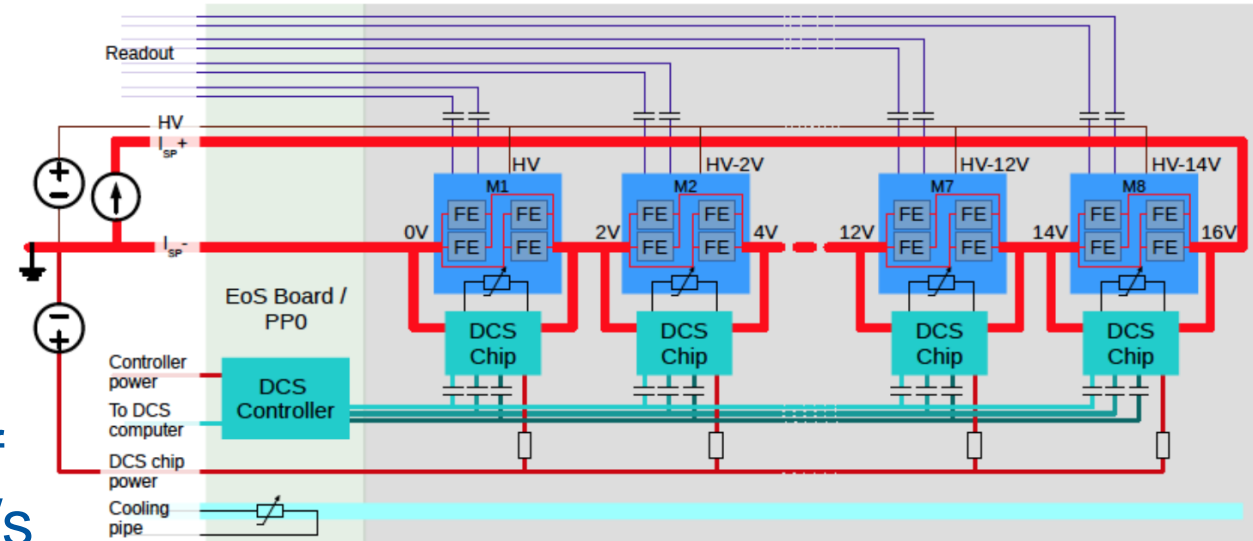 Readout
HV
I_SP+
HV
HV-2V
HV-12V
HV-14V
M1
M2
M7
M8
FE FE
FE FE
FE FE
FE FE
FE FE
FE FE
FE FE
FE FE
0V
2V
4V
12V
14V
16V
I_SP-
EoS Board /
PP0
DCS
Chip
DCS
Chip
DCS
Chip
DCS
Chip
Controller
power
DCS
Controller
To DCS
computer
DCS chip
power
Cooling
pipe
/s